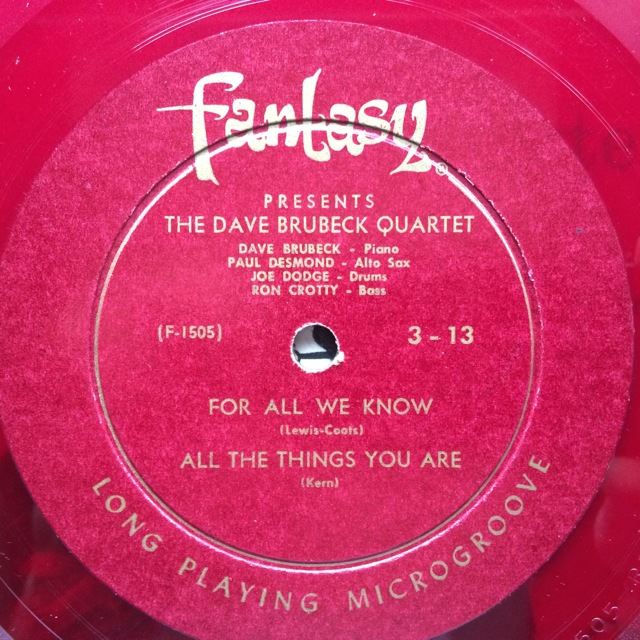 Fantasy®
PRESENTS
THE DAVE BRUBECK QUARTET
DAVE BRUBECK - Piano
PAUL DESMOND - Alto Sax
JOE DODGE - Drums
RON CROTTY - Bass
(F-1505) 3 - 13
FOR ALL WE KNOW
(Lewis-Coots)
ALL THE THINGS YOU ARE
(Kern)
LONG PLAYING MICROGROOVE